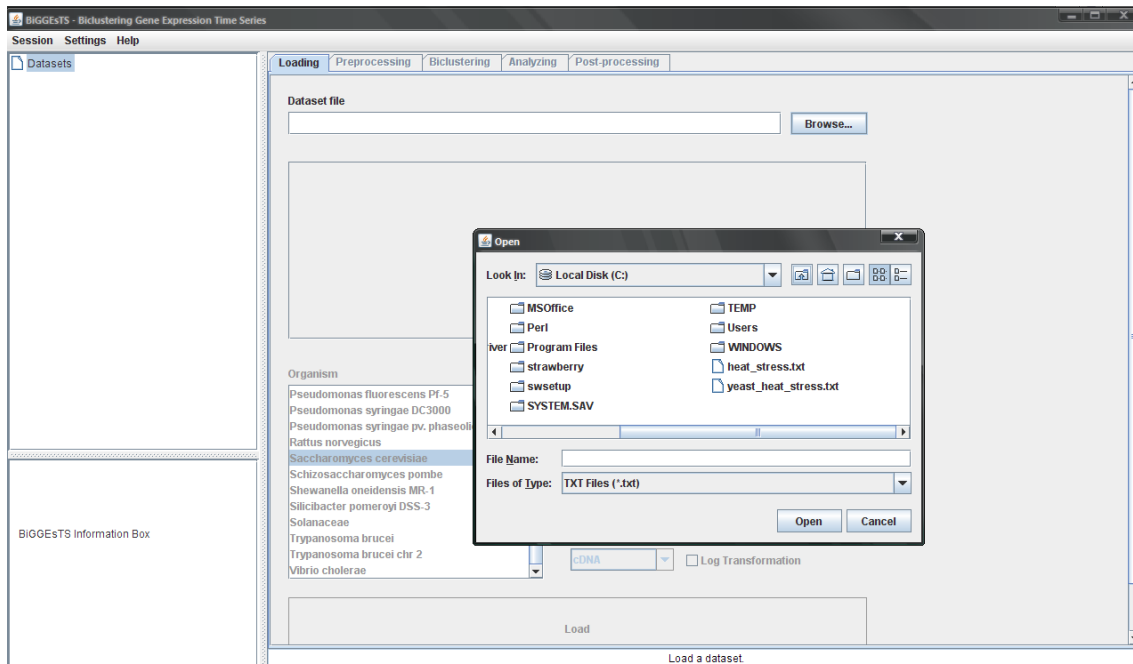 BiGGEsTS - Biclustering Gene Expression Time Series
Session Settings Help
Datasets
Loading Preprocessing Biclustering Analyzing Post-processing
Dataset file
Browse...
Open
Look In: Local Disk (C:)
MSOffice
Perl
iver Program Files
strawberry
swsetup
SYSTEM.SAV
TEMP
Users
WINDOWS
heat_stress.txt
yeast_heat_stress.txt
File Name:
Files of Type: TXT Files (*.txt)
Open Cancel
Organism
Pseudomonas fluorescens Pf-5
Pseudomonas syringae DC3000
Pseudomonas syringae pv. phaseoli
Rattus norvegicus
Saccharomyces cerevisiae
Schizosaccharomyces pombe
Shewanella oneidensis MR-1
Silicibacter pomeroyi DSS-3
Solanaceae
Trypanosoma brucei
Trypanosoma brucei chr 2
Vibrio cholerae
cDNA Log Transformation
Load
BiGGEsTS Information Box
Load a dataset.